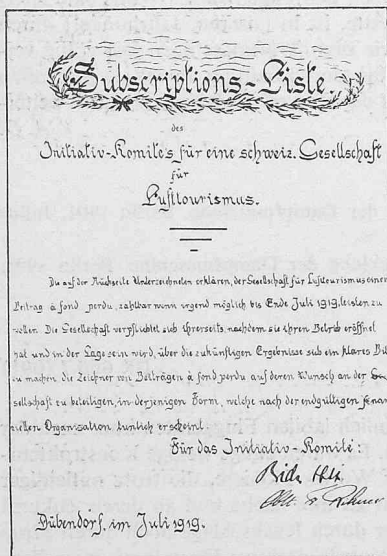 Subscriptions-Liste.
des
Initiativ-Komite's für eine schweiz. Gesellschaft
für
Lufttourismus.
Die auf der Rückseite Unterzeichneten erklären, der Gesellschaft für Lufttourismus einen
Beitrag à fond perdu, zahlbar wenn irgend möglich bis Ende Juli 1919, leisten zu
wollen. Die Gesellschaft verpflichtet sich ihrerseits, nachdem sie ihren Betrieb eröffnet
hat und in der Lage sein wird, über die zukünftigen Ergebnisse sich ein klares Bild
zu machen die Zeichner von Beiträgen à fond perdu auf deren Wunsch an der Ge-
sellschaft zu beteiligen, in derjenigen Form, welche nach der endgültigen finan-
ziellen Organisation tunlich erscheint.
Für das Initiativ-Komité:
Dübendorf, im Juli 1919.